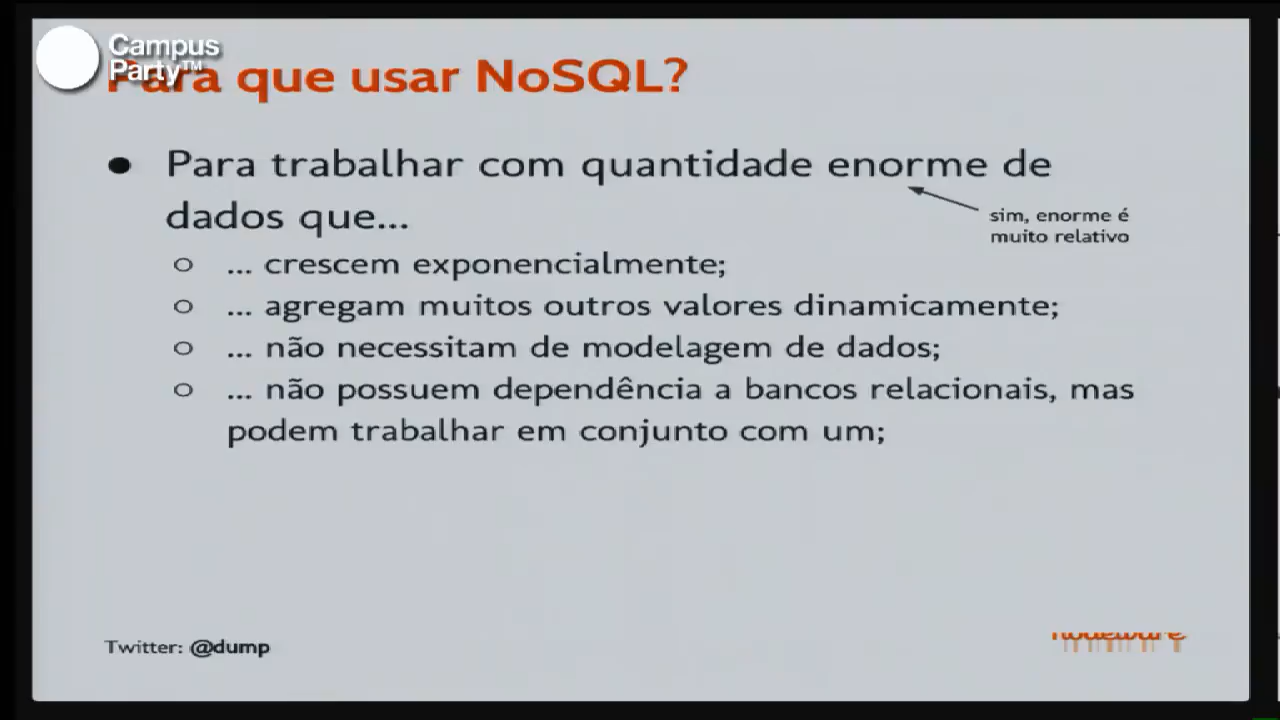 Campus
Party™
Para que usar NoSQL?
● Para trabalhar com quantidade enorme de
dados que...
sim, enorme é
muito relativo
○ ... crescem exponencialmente;
○ ... agregam muitos outros valores dinamicamente;
○ ... não necessitam de modelagem de dados;
○ ... não possuem dependência a bancos relacionais, mas
podem trabalhar em conjunto com um;
Twitter: @dump